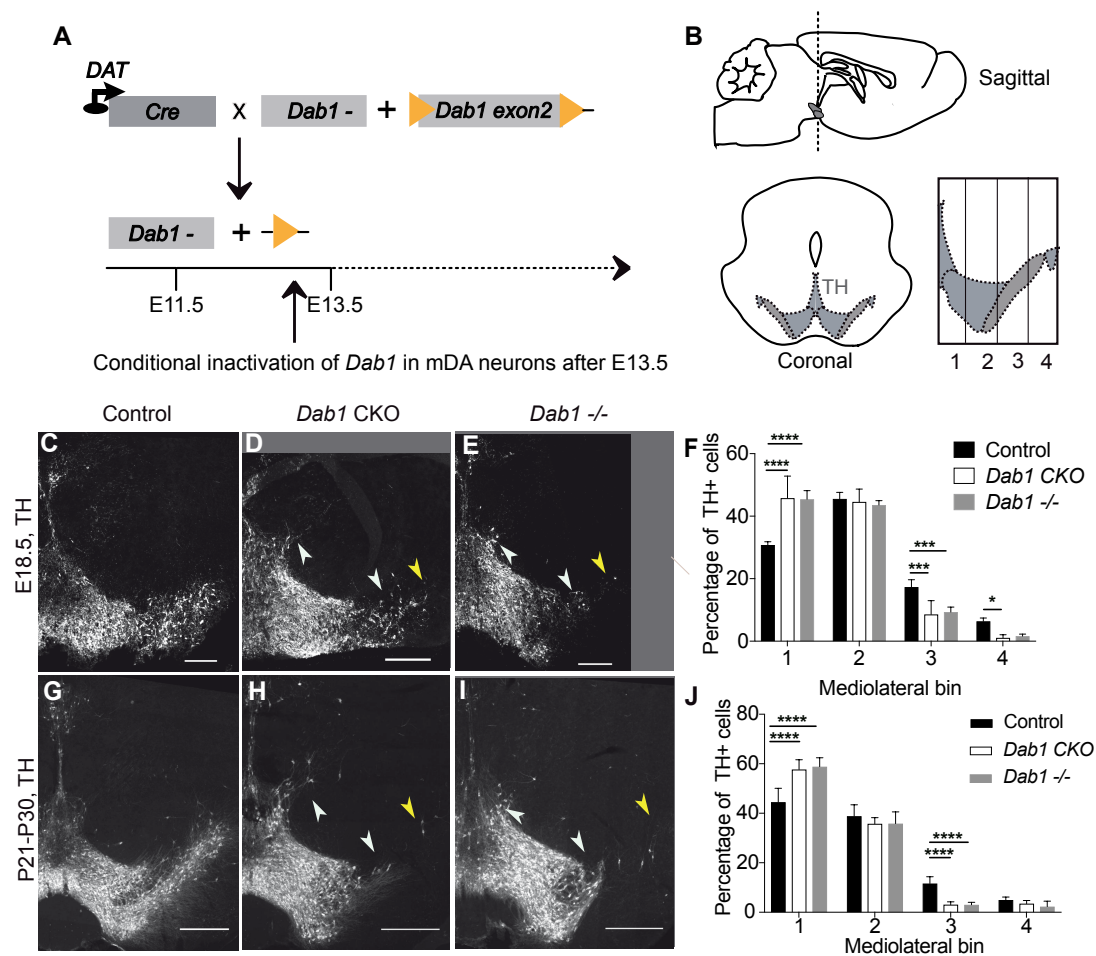 A
DAT
Cre
X
Dab1 -
+
Dab1 exon2
Dab1 -
+
E11.5
E13.5
Conditional inactivation of Dab1 in mDA neurons after E13.5
B
Sagittal
TH
Coronal
1 2 3 4
Control
Dab1 CKO
Dab1 -/-
E18.5, TH
C
D
E
P21-P30, TH
G
H
I
F
Percentage of TH+ cells
60
40
20
0
****
****
***
***
*
Control
Dab1 CKO
Dab1 -/-
1 2 3 4
Mediolateral bin
J
Percentage of TH+ cells
80
60
40
20
0
****
****
****
****
Control
Dab1 CKO
Dab1 -/-
1 2 3 4
Mediolateral bin